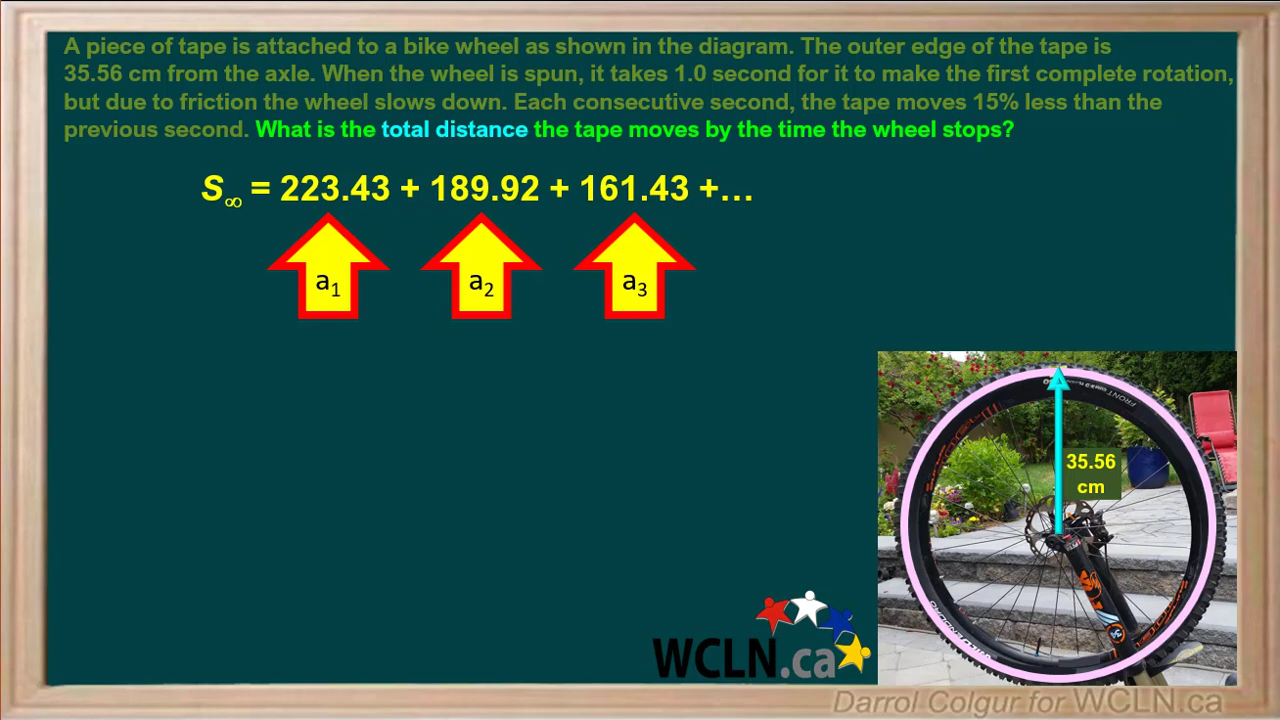 A piece of tape is attached to a bike wheel as shown in the diagram. The outer edge of the tape is
35.56 cm from the axle. When the wheel is spun, it takes 1.0 second for it to make the first complete rotation,
but due to friction the wheel slows down. Each consecutive second, the tape moves 15% less than the
previous second. What is the total distance the tape moves by the time the wheel stops?
S∞ = 223.43 + 189.92 + 161.43 +...
a1 a2 a3
35.56
cm
FRONT
WCLN.ca
Darrol Colgur for WCLN.ca